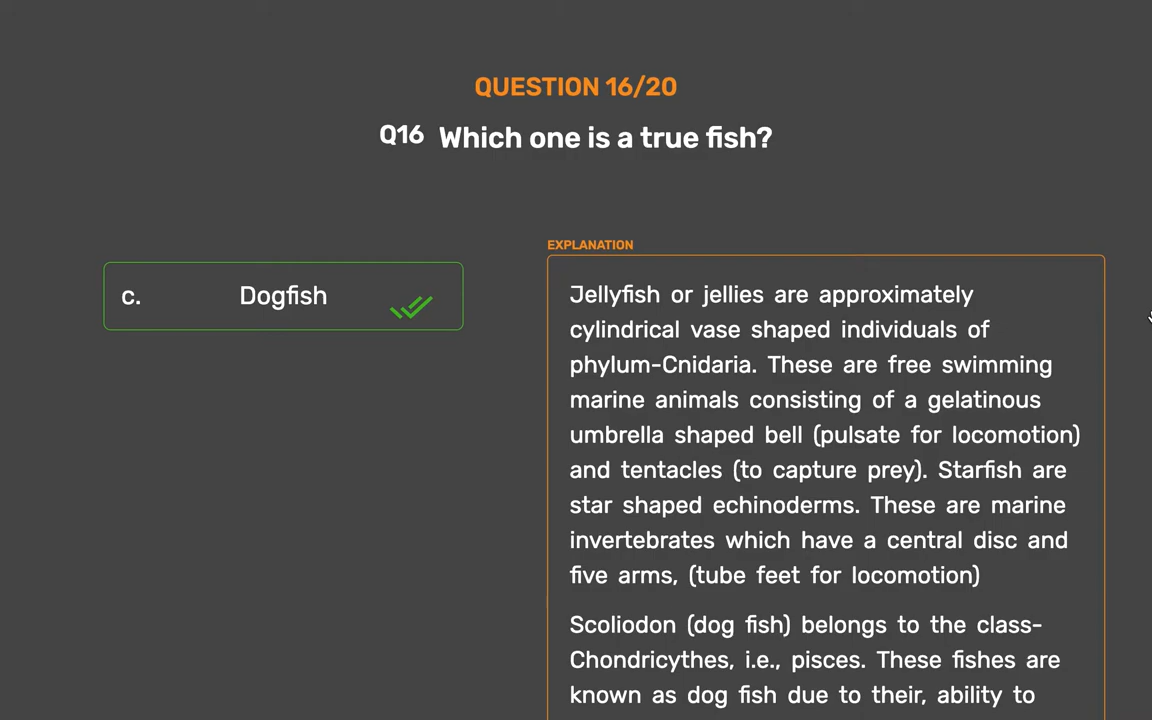 QUESTION 16/20
Q16 Which one is a true fish?
c. Dogfish
EXPLANATION
Jellyfish or jellies are approximately
cylindrical vase shaped individuals of
phylum-Cnidaria. These are free swimming
marine animals consisting of a gelatinous
umbrella shaped bell (pulsate for locomotion)
and tentacles (to capture prey). Starfish are
star shaped echinoderms. These are marine
invertebrates which have a central disc and
five arms, (tube feet for locomotion)
Scoliodon (dog fish) belongs to the class-
Chondricythes, i.e., pisces. These fishes are
known as dog fish due to their, ability to